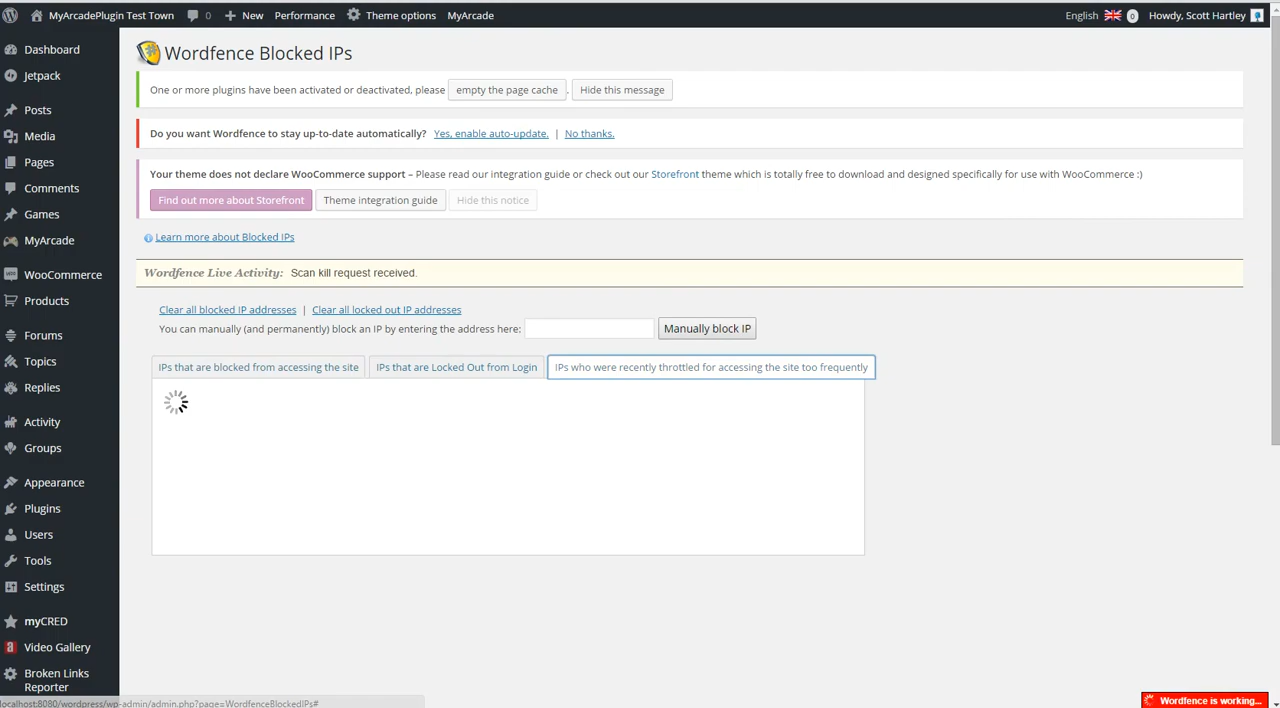 MyArcadePlugin Test Town 0 New Performance Theme options MyArcade English 0 Howdy, Scott Hartley
Dashboard
Jetpack
Posts
Media
Pages
Comments
Games
MyArcade
WooCommerce
Products
Forums
Topics
Replies
Activity
Groups
Appearance
Plugins
Users
Tools
Settings
myCRED
Video Gallery
Broken Links
Reporter
Wordfence Blocked IPs
One or more plugins have been activated or deactivated, please empty the page cache . Hide this message
Do you want Wordfence to stay up-to-date automatically? Yes, enable auto-update. | No thanks.
Your theme does not declare WooCommerce support – Please read our integration guide or check out our Storefront theme which is totally free to download and designed specifically for use with WooCommerce :)
Find out more about Storefront Theme integration guide Hide this notice
Learn more about Blocked IPs
Wordfence Live Activity: Scan kill request received.
Clear all blocked IP addresses | Clear all locked out IP addresses
You can manually (and permanently) block an IP by entering the address here: Manually block IP
IPs that are blocked from accessing the site IPs that are Locked Out from Login IPs who were recently throttled for accessing the site too frequently
localhost:8080/wordpress/wp-admin/admin.php?page=WordfenceBlockedIPs#
Wordfence is working...